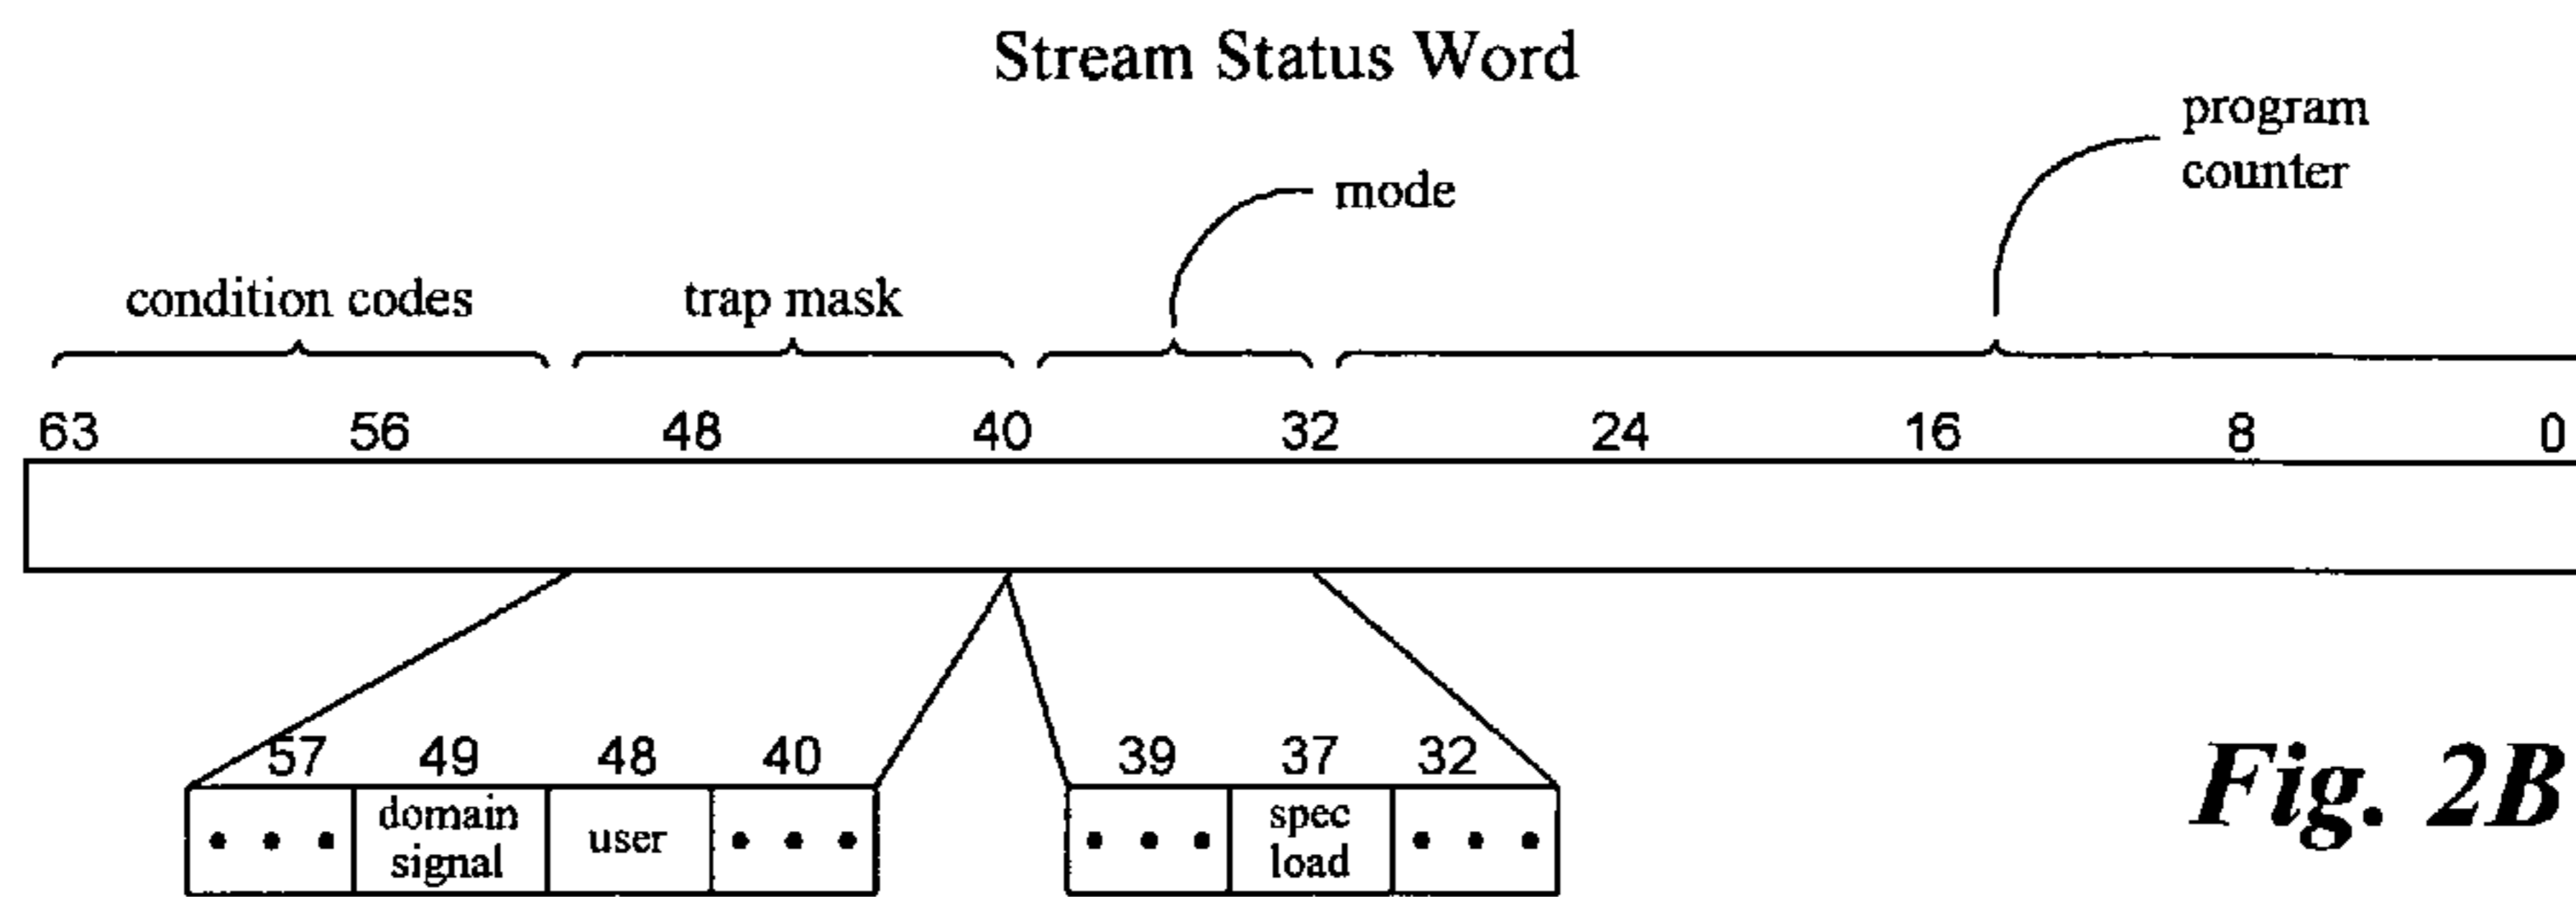 Stream Status Word
program
counter
mode
condition codes
trap mask
63 56 48 40 32 24 16 8 0
57 49 48 40 39 37 32
• • •
domain
signal
user
• • •
• • •
spec
load
• • •
Fig. 2B